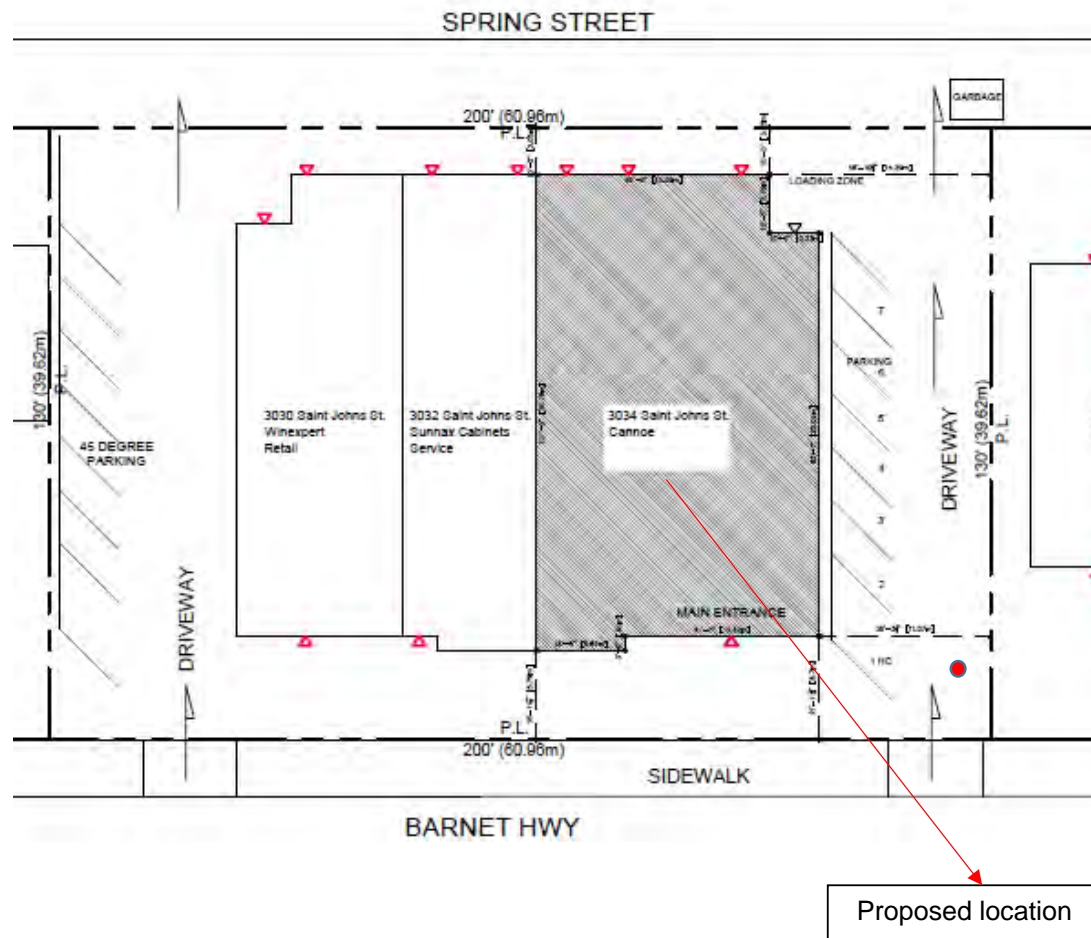 SPRING STREET
GARBAGE
200' (60.96m)
P.L.
LOADING ZONE
130' (39.62m)
P.L.
45 DEGREE
PARKING
3030 Saint Johns St.
Winexpert
Retail
3032 Saint Johns St.
Sunnax Cabinets
Service
3034 Saint Johns St.
Cannoe
7
PARKING
6
5
4
3
2
1 HC
DRIVEWAY
130' (39.62m)
P.L.
DRIVEWAY
MAIN ENTRANCE
P.L.
200' (60.96m)
SIDEWALK
BARNET HWY
Proposed location